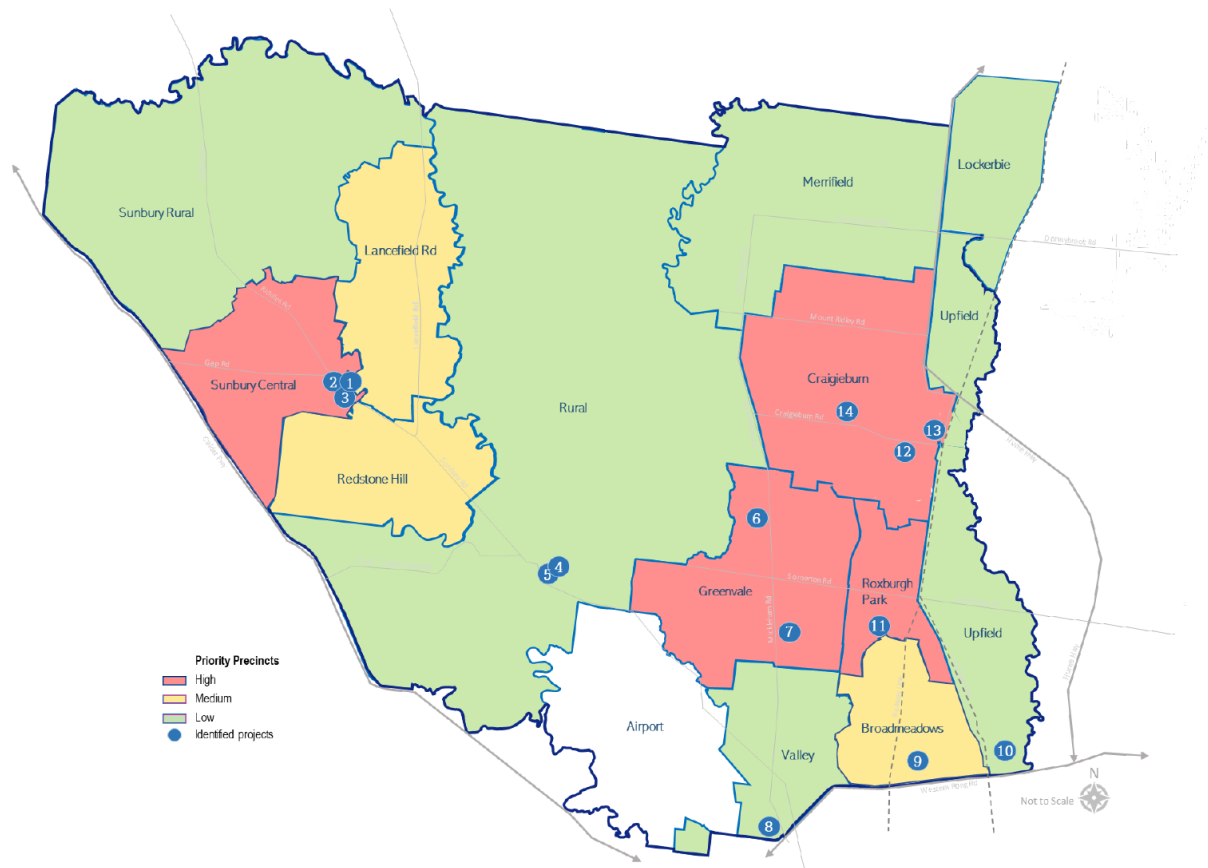 Lockerbie
Merrifield
Sunbury Rural
Lancefield Rd
Donnybrook Rd
Upfield
Mount Ridley Rd
Gap Rd
Sunbury Central
2
1
3
Craigieburn
Rural
14
Craigieburn Rd
13
12
Redstone Hill
6
5
4
Somerton Rd
Greenvale
Roxburgh
Park
7
11
Upfield
Priority Precincts
High
Medium
Low
Identified projects
Airport
Valley
Broadmeadows
9
10
Western Ring Rd
N
Not to Scale
8